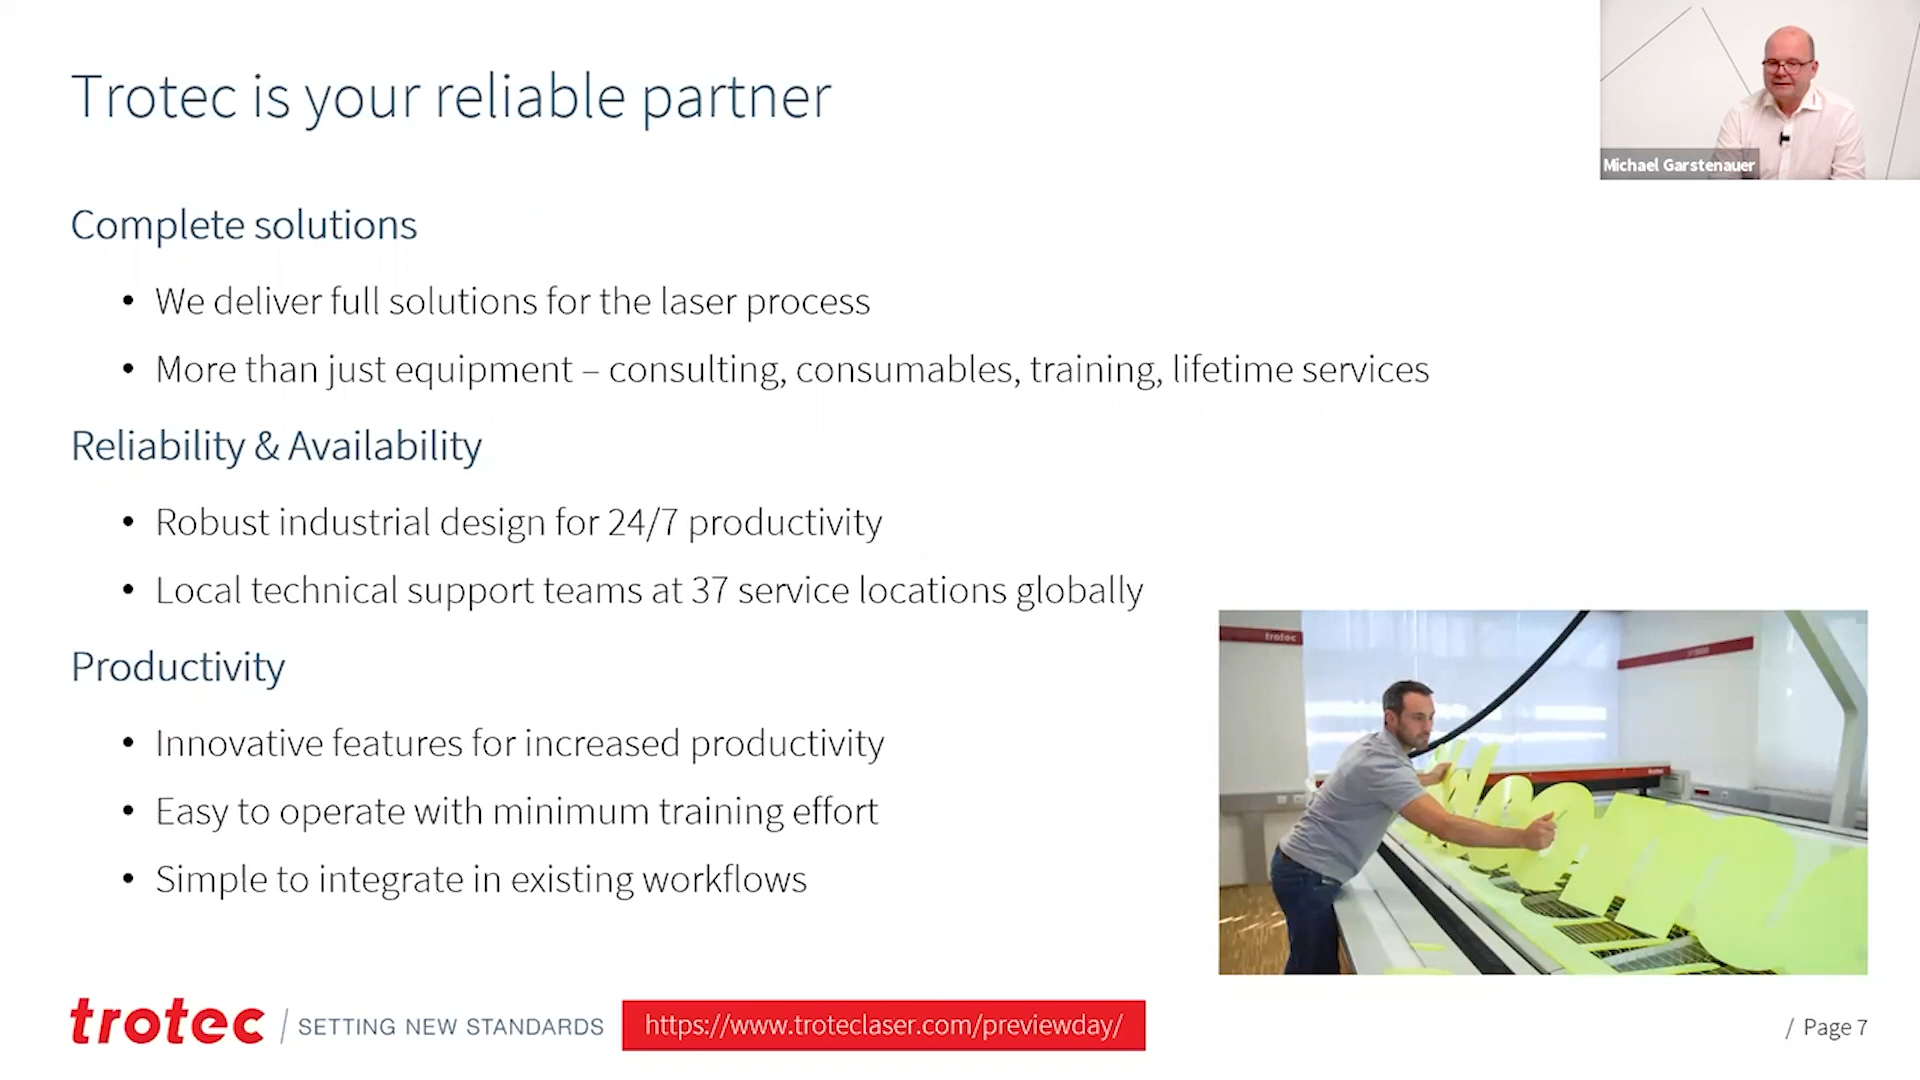 Trotec is your reliable partner
Michael Garstenauer
Complete solutions
• We deliver full solutions for the laser process
• More than just equipment – consulting, consumables, training, lifetime services
Reliability & Availability
• Robust industrial design for 24/7 productivity
• Local technical support teams at 37 service locations globally
Productivity
• Innovative features for increased productivity
• Easy to operate with minimum training effort
• Simple to integrate in existing workflows
trotec
trotec
trotec / SETTING NEW STANDARDS
https://www.troteclaser.com/previewday/
/ Page 7